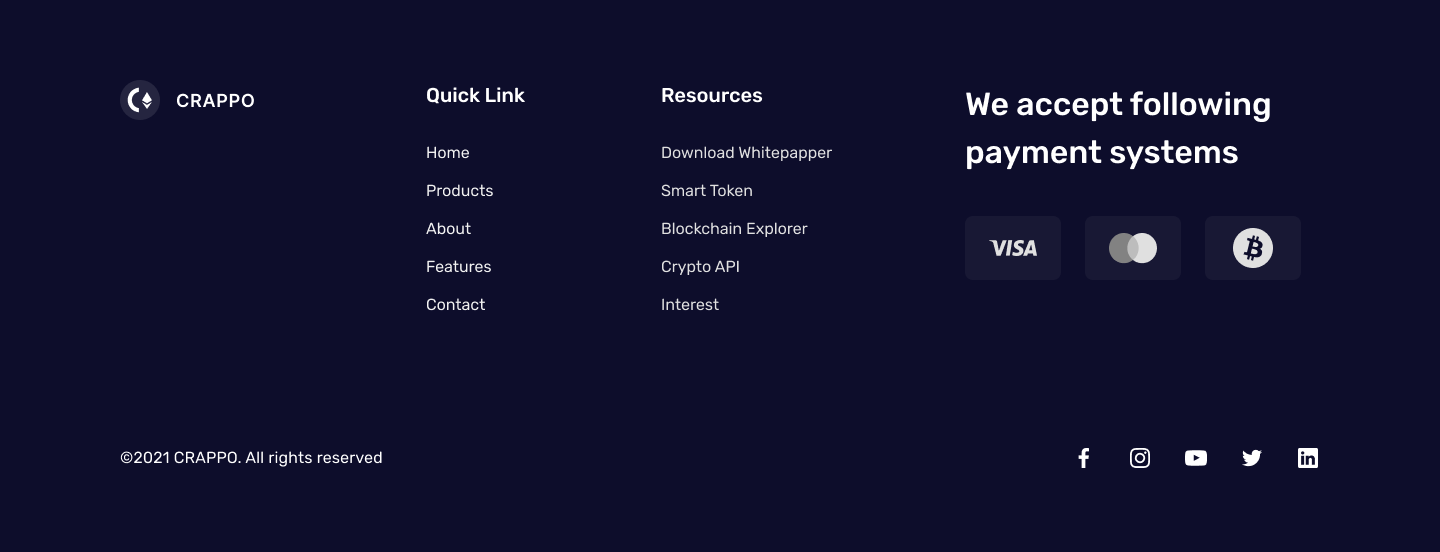 CRAPPO
Quick Link
Home
Products
About
Features
Contact
Resources
Download Whitepapper
Smart Token
Blockchain Explorer
Crypto API
Interest
We accept following
payment systems
VISA
©2021 CRAPPO. All rights reserved